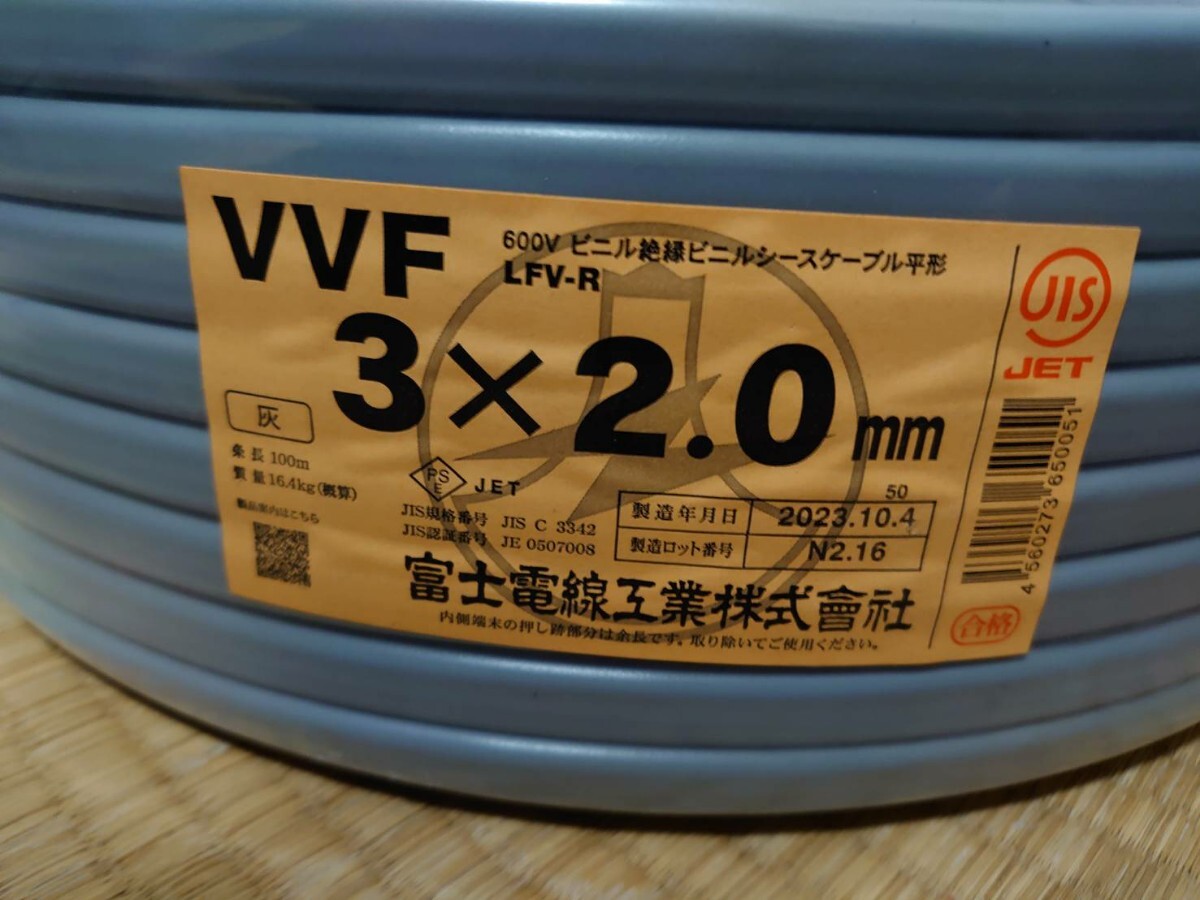 VVF
600V ビニル絶縁ビニルシースケーブル平形
LFV-R
3×2.0mm
灰
条長 100m
質量 16.4kg(概算)
製品案内はこちら
PS
E
JET
JIS規格番号 JIS C 3342
JIS認証番号 JE 0507008
50
製造年月日 2023.10.4
製造ロット番号 N2.16
富士電線工業株式會社
内側端末の押し跡部分は余長です。取り除いてご使用ください。
JIS
JET
4 560273 650051
合格